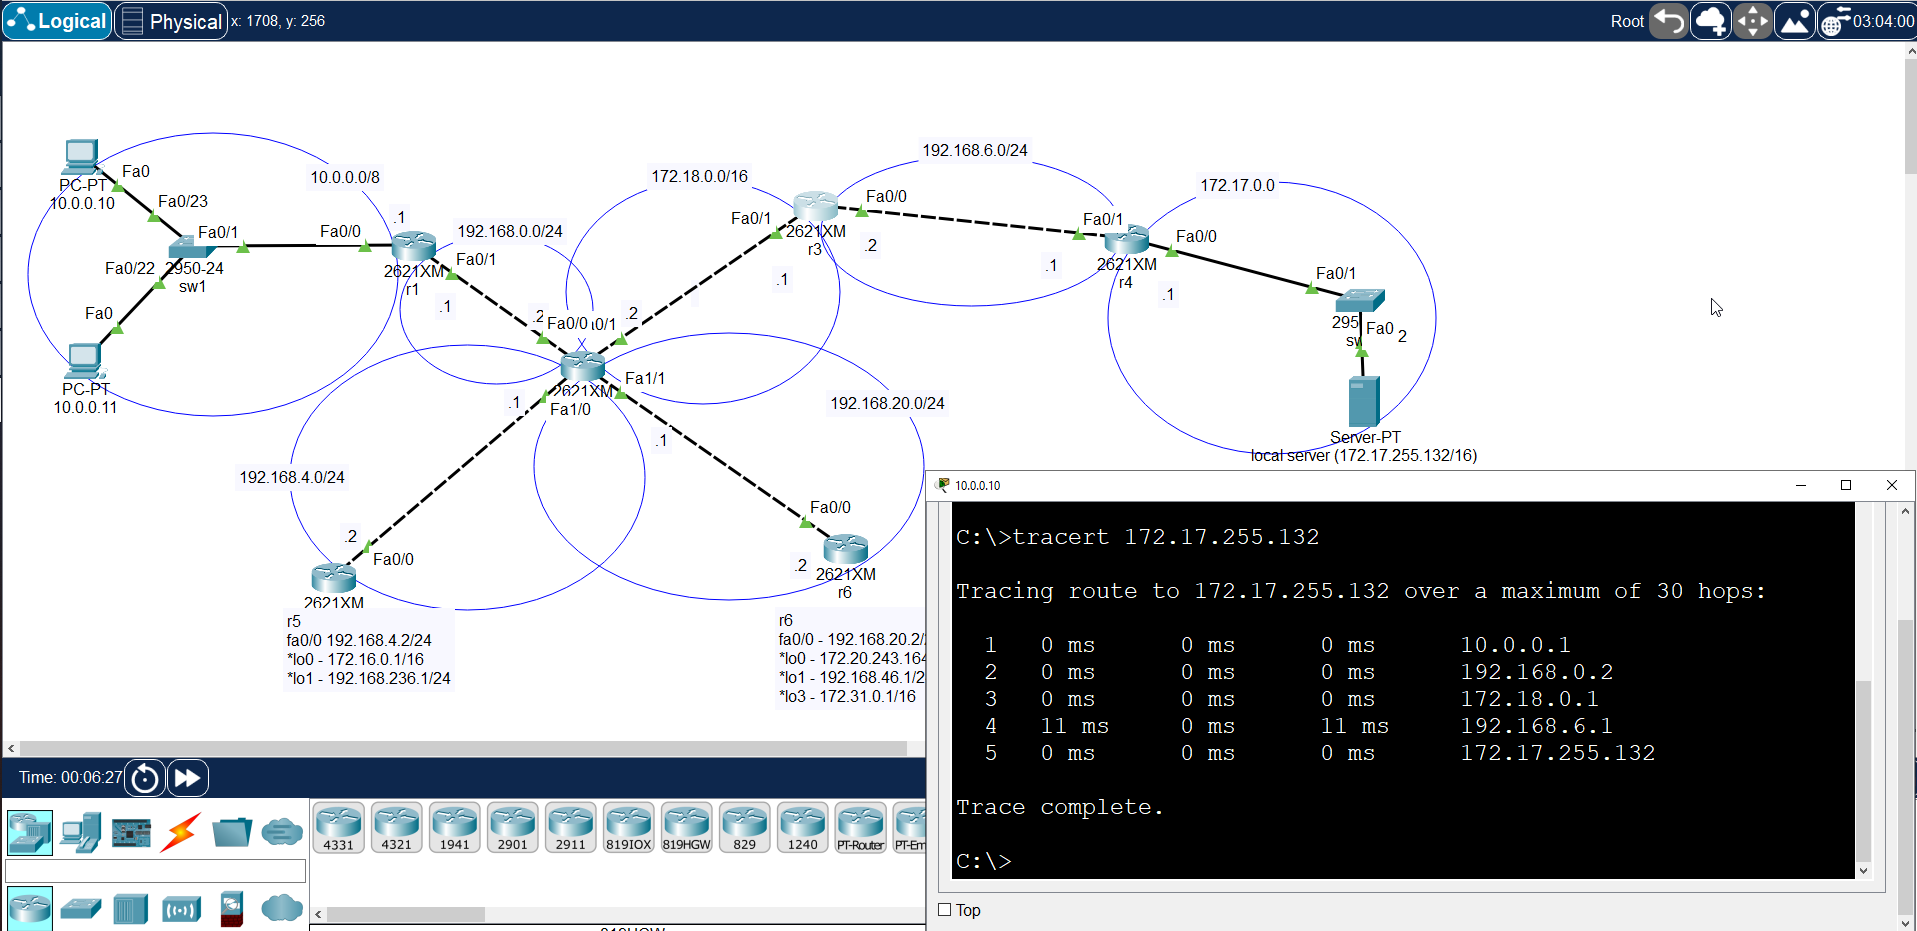 Logical
Physical
x: 1708, y: 256
Root
03:04:00
192.168.6.0/24
Fa0
PC-PT
10.0.0.10
Fa0/23
10.0.0.0/8
172.18.0.0/16
172.17.0.0
Fa0/0
Fa0/1
Fa0/0
.1
192.168.0.0/24
Fa0/1
2621XM
r3
.2
Fa0/1
2621XM
r4
Fa0/0
Fa0/22
2950-24
sw1
2621XM
r1
Fa0/1
.1
.1
.1
.1
Fa0/1
Fa0
.2
Fa0/0
.2
295
Fa0
2
PC-PT
10.0.0.11
Fa1/1
2621XM
Fa1/0
.1
.1
192.168.20.0/24
Server-PT
local server (172.17.255.132/16)
192.168.4.0/24
.2
Fa0/0
2621XM
Fa0/0
.2
2621XM
r6
r5
fa0/0 192.168.4.2/24
*lo0 - 172.16.0.1/16
*lo1 - 192.168.236.1/24
r6
fa0/0 - 192.168.20.2/
*lo0 - 172.20.243.164
*lo1 - 192.168.46.1/2
*lo3 - 172.31.0.1/16
10.0.0.10
C:\>tracert 172.17.255.132
Tracing route to 172.17.255.132 over a maximum of 30 hops:
1 0 ms 0 ms 0 ms 10.0.0.1
2 0 ms 0 ms 0 ms 192.168.0.2
3 0 ms 0 ms 0 ms 172.18.0.1
4 11 ms 0 ms 11 ms 192.168.6.1
5 0 ms 0 ms 0 ms 172.17.255.132
Trace complete.
C:\>
Top
Time: 00:06:27
4331
4321
1941
2901
2911
819IOX
819HGW
829
1240
PT-Router
PT-Em